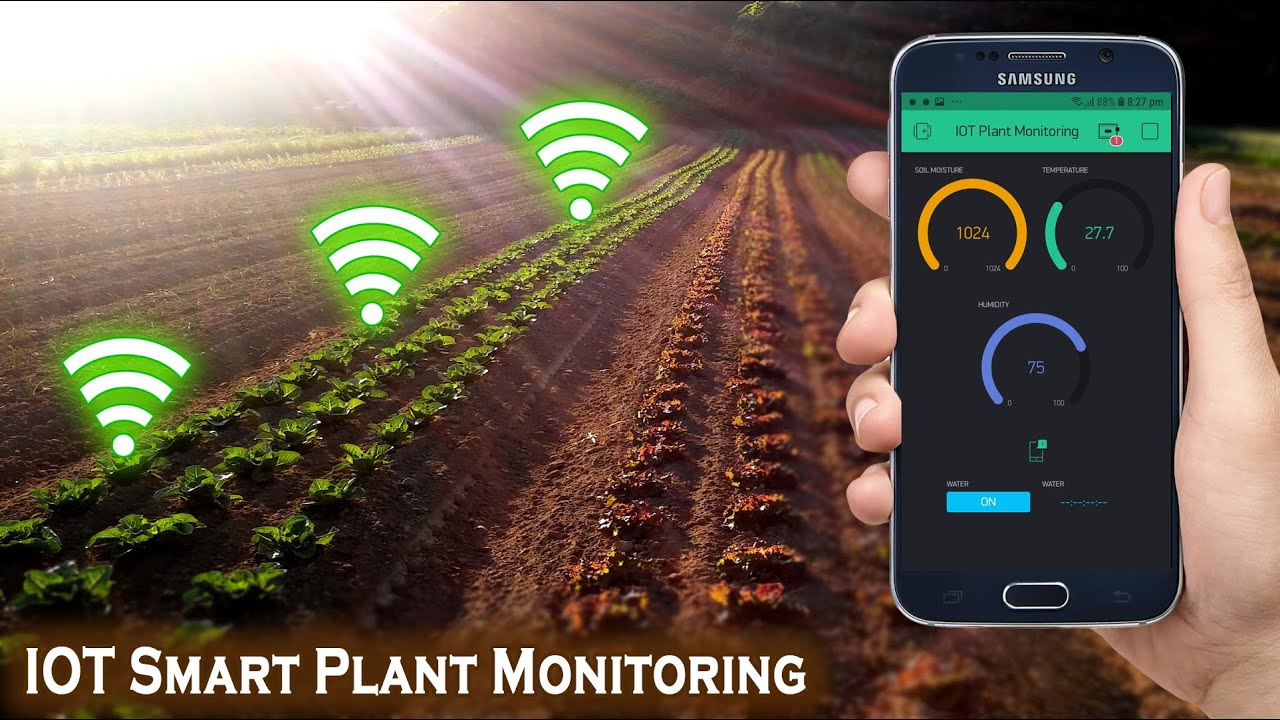 SAMSUNG
88% 8:27 pm
IOT Plant Monitoring
1
SOIL MOISTURE
TEMPERATURE
1024
27.7
0 1024
0 100
HUMIDITY
75
0 100
WATER
WATER
ON
--:--:--:--
IOT SMART PLANT MONITORING